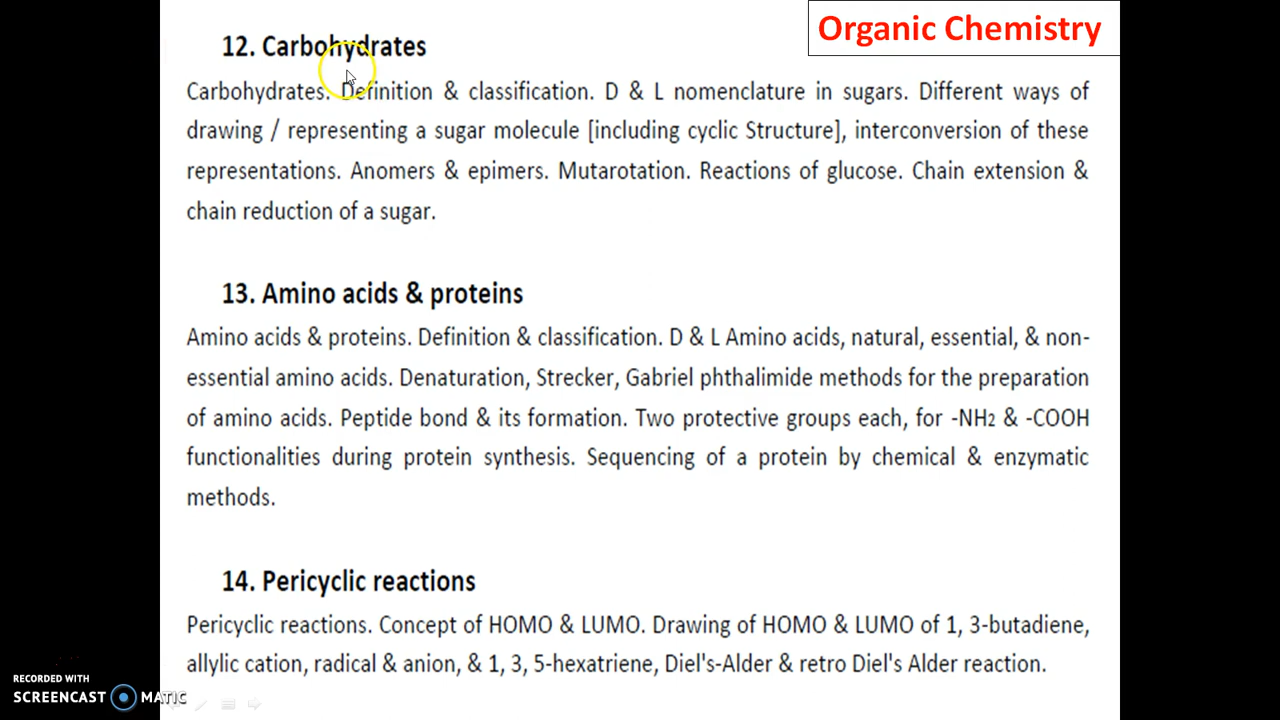 Organic Chemistry
12. Carbohydrates
Carbohydrates. Definition & classification. D & L nomenclature in sugars. Different ways of
drawing / representing a sugar molecule [including cyclic Structure], interconversion of these
representations. Anomers & epimers. Mutarotation. Reactions of glucose. Chain extension &
chain reduction of a sugar.
13. Amino acids & proteins
Amino acids & proteins. Definition & classification. D & L Amino acids, natural, essential, & non-
essential amino acids. Denaturation, Strecker, Gabriel phthalimide methods for the preparation
of amino acids. Peptide bond & its formation. Two protective groups each, for -NH2 & -COOH
functionalities during protein synthesis. Sequencing of a protein by chemical & enzymatic
methods.
14. Pericyclic reactions
Pericyclic reactions. Concept of HOMO & LUMO. Drawing of HOMO & LUMO of 1, 3-butadiene,
allylic cation, radical & anion, & 1, 3, 5-hexatriene, Diel's-Alder & retro Diel's Alder reaction.
RECORDED WITH
SCREENCAST MATIC